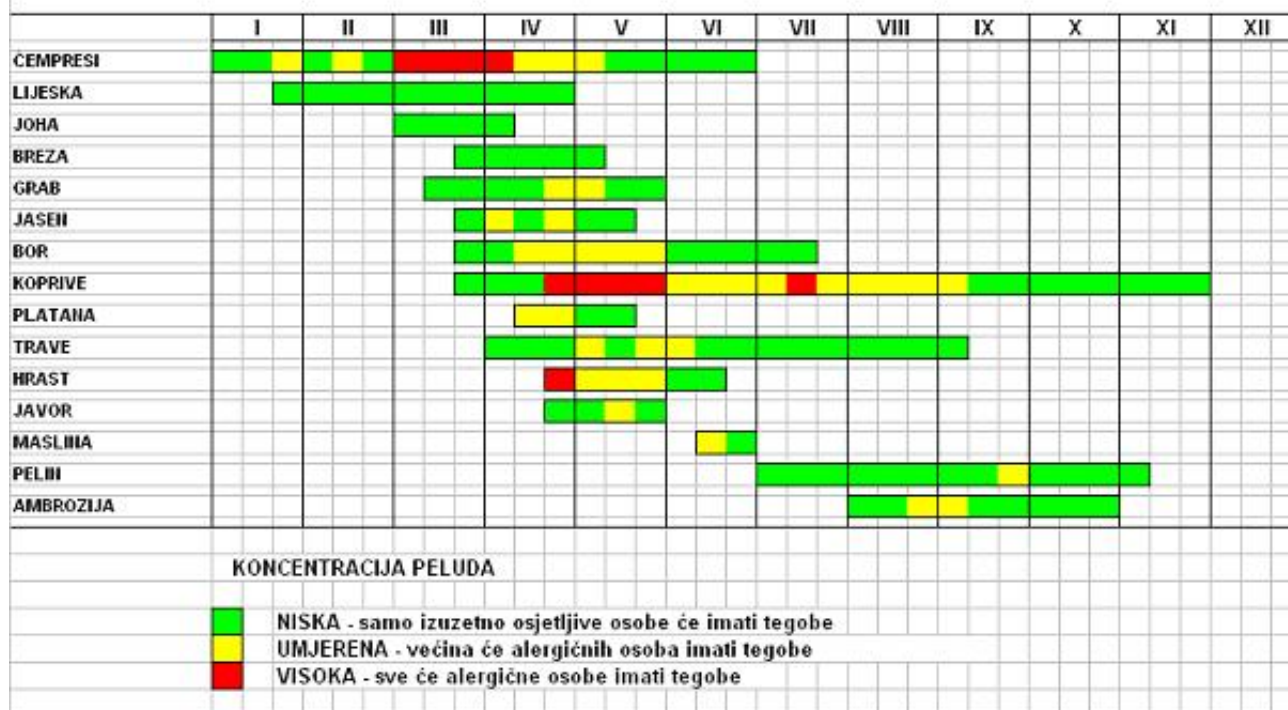 I II III IV V VI VII VIII IX X XI XII
ČEMPRESI
LIJESKA
JOHA
BREZA
GRAB
JASEN
BOR
KOPRIVE
PLATANA
TRAVE
HRAST
JAVOR
MASLINA
PELIN
AMBROZIJA
KONCENTRACIJA PELUDA
NISKA - samo izuzetno osjetljive osobe će imati tegobe
UMJERENA - većina će alergičnih osoba imati tegobe
VISOKA - sve će alergične osobe imati tegobe